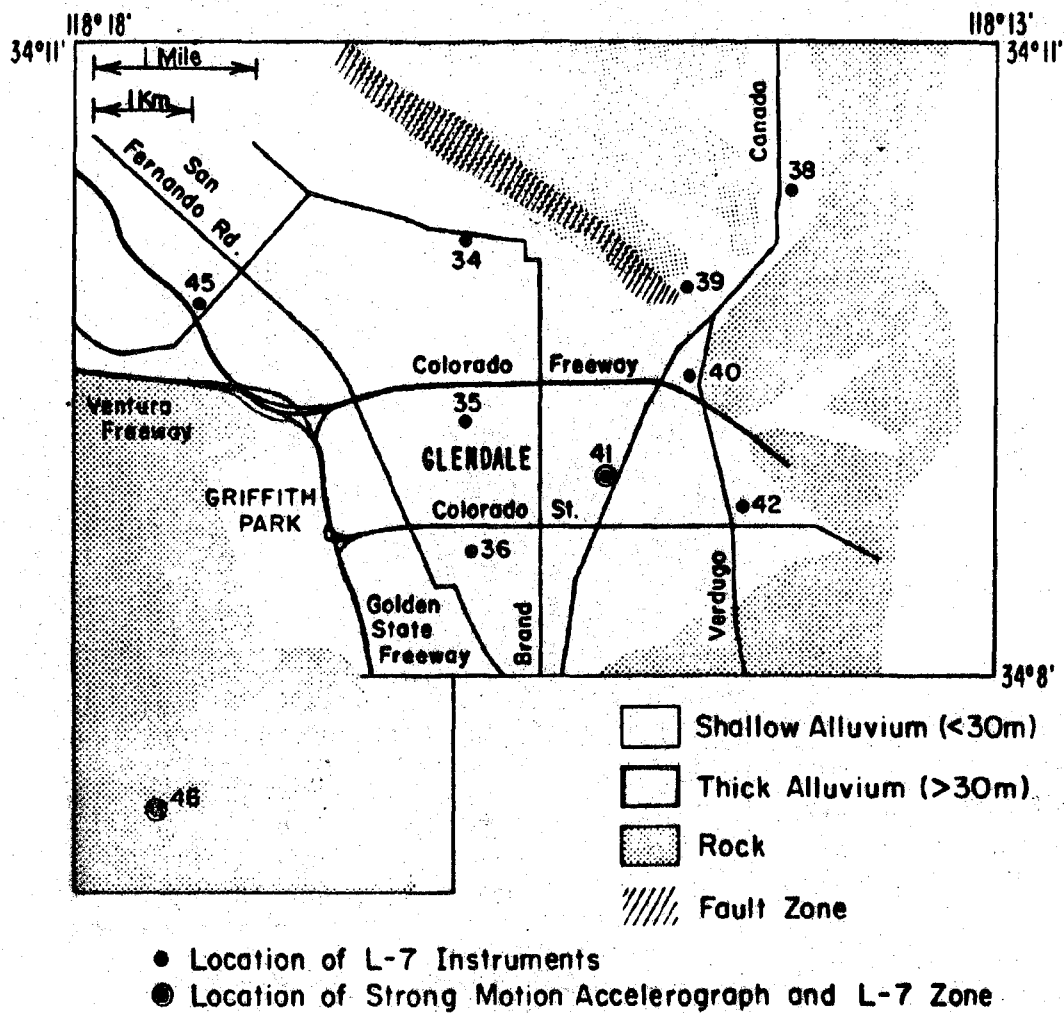 118° 18'
118° 13'
34° 11'
34° 11'
1 Mile
1 Km
San
Fernando Rd.
Canada
38
34
45
39
Colorado Freeway
40
Ventura
Freeway
35
GLENDALE
41
GRIFFITH
PARK
Colorado St.
42
36
Golden
State
Freeway
Brand
Verdugo
34° 8'
46
Shallow Alluvium (<30m)
Thick Alluvium (>30m)
Rock
Fault Zone
Location of L-7 Instruments
Location of Strong Motion Accelerograph and L-7 Zone